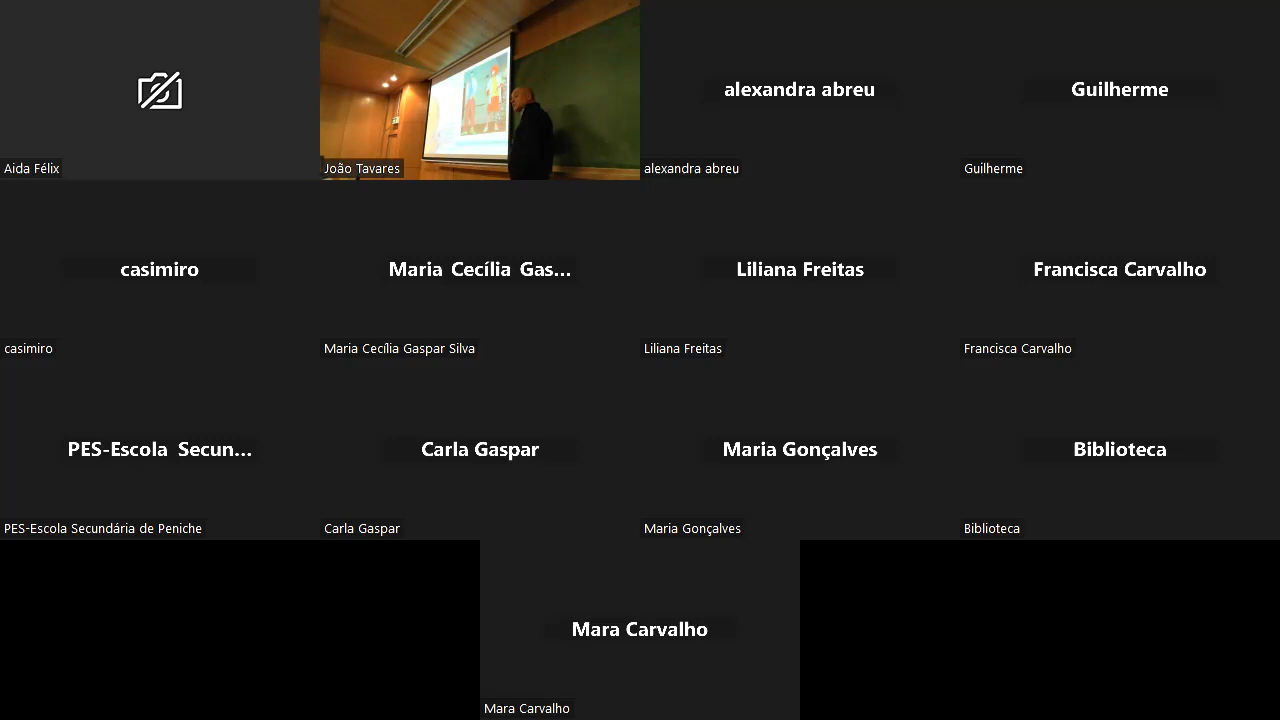 Aida Félix
João Tavares
alexandra abreu
alexandra abreu
Guilherme
Guilherme
casimiro
casimiro
Maria Cecília Gas...
Maria Cecília Gaspar Silva
Liliana Freitas
Liliana Freitas
Francisca Carvalho
Francisca Carvalho
PES-Escola Secun...
PES-Escola Secundária de Peniche
Carla Gaspar
Carla Gaspar
Maria Gonçalves
Maria Gonçalves
Biblioteca
Biblioteca
Mara Carvalho
Mara Carvalho